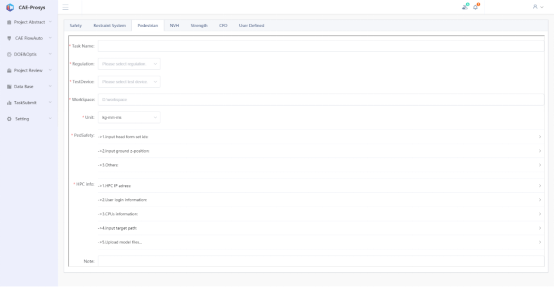 CAE-Proxys
Project Abstract
CAE FlowAuto
DOE&Opto
Project Review
Data Base
TaskSubmit
Setting
Safety Restraint System Pedestrian NVH Strength CFD User Defined
* Task Name:
* Regulation: Please select regulation
* TestDevice: Please select test device
* WorkSpace: D:\workspace
* Unit: Kg-mm-ms
* PedSafety: ->1.Input head form set ids
->2.Input ground z-position
->3.Others
* HPC info: ->1.HPC IP adress
->2.User login information
->3.CPUs information
->4.Input target path
->5.Upload model files...
Note: